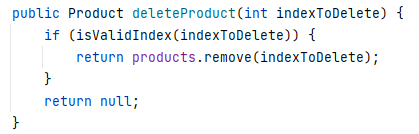 public Product deleteProduct(int indexToDelete) {
    if (isValidIndex(indexToDelete)) {
        return products.remove(indexToDelete);
    }
    return null;
}